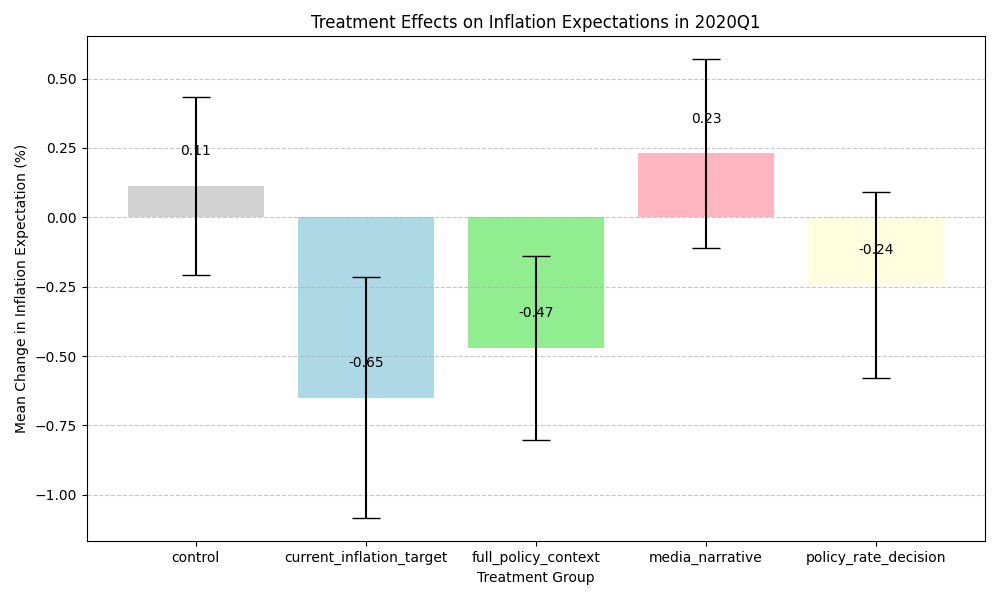 Treatment Effects on Inflation Expectations in 2020Q1
Mean Change in Inflation Expectation (%)
0.50
0.25
0.00
−0.25
−0.50
−0.75
−1.00
0.11
-0.65
-0.47
0.23
-0.24
control
current_inflation_target
full_policy_context
media_narrative
policy_rate_decision
Treatment Group